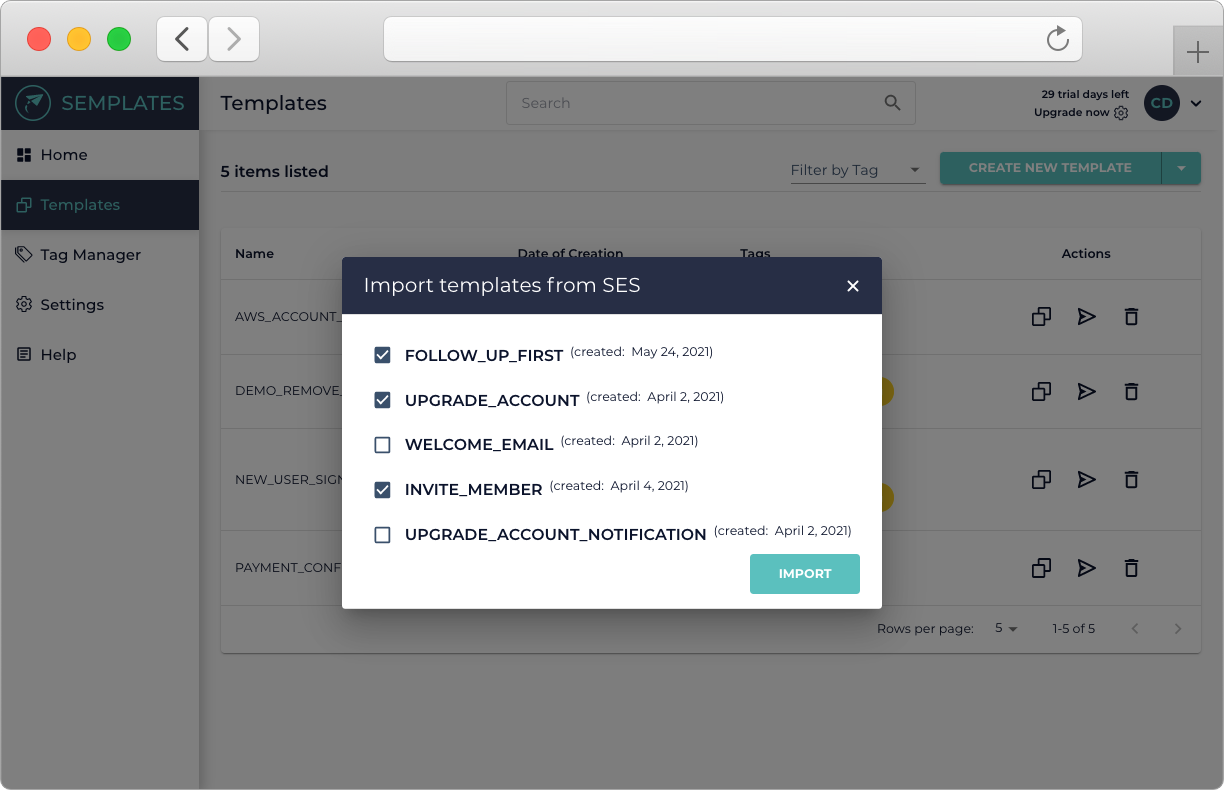 SEMPLATES
Templates
Search
29 trial days left
Upgrade now
CD
Home
Templates
Tag Manager
Settings
Help
5 items listed
Filter by Tag
CREATE NEW TEMPLATE
Name Date of Creation Tags Actions
AWS_ACCOUNT_
DEMO_REMOVE_
NEW_USER_SIGN
PAYMENT_CONF
Import templates from SES
FOLLOW_UP_FIRST (created: May 24, 2021)
UPGRADE_ACCOUNT (created: April 2, 2021)
WELCOME_EMAIL (created: April 2, 2021)
INVITE_MEMBER (created: April 4, 2021)
UPGRADE_ACCOUNT_NOTIFICATION (created: April 2, 2021)
IMPORT
Rows per page: 5 1-5 of 5